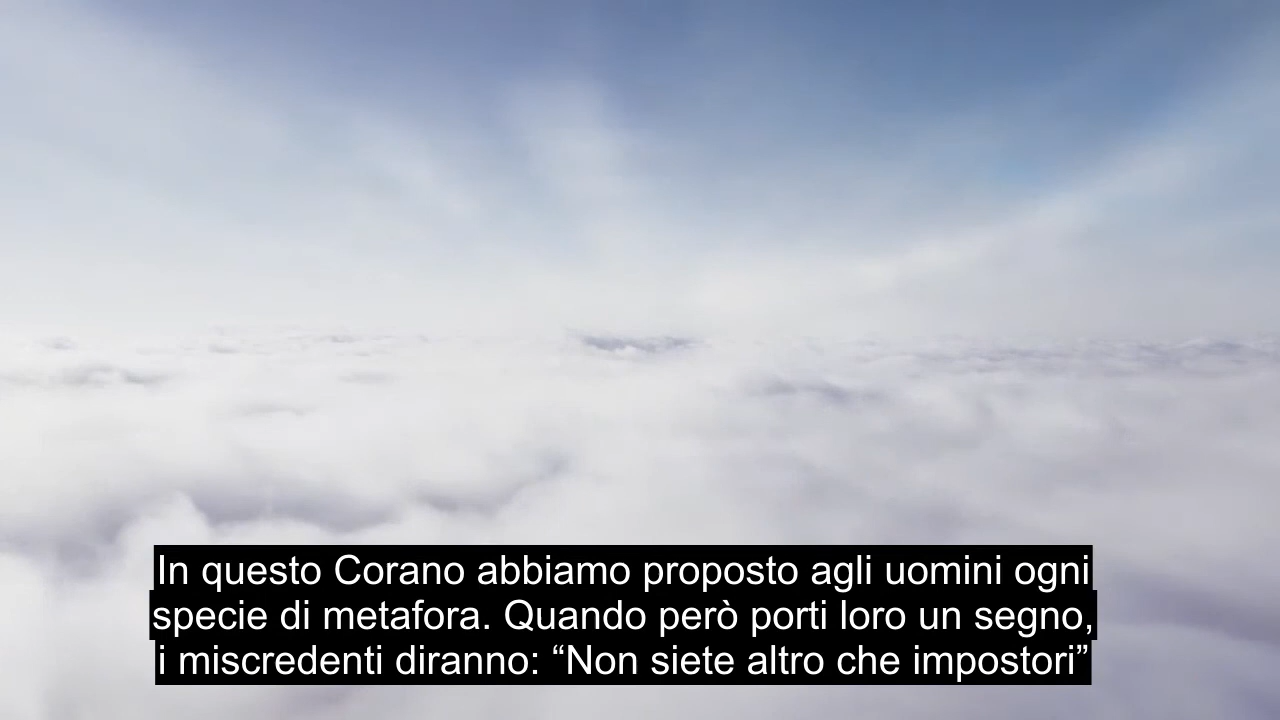 In questo Corano abbiamo proposto agli uomini ogni
specie di metafora. Quando però porti loro un segno,
i miscredenti diranno: “Non siete altro che impostori”